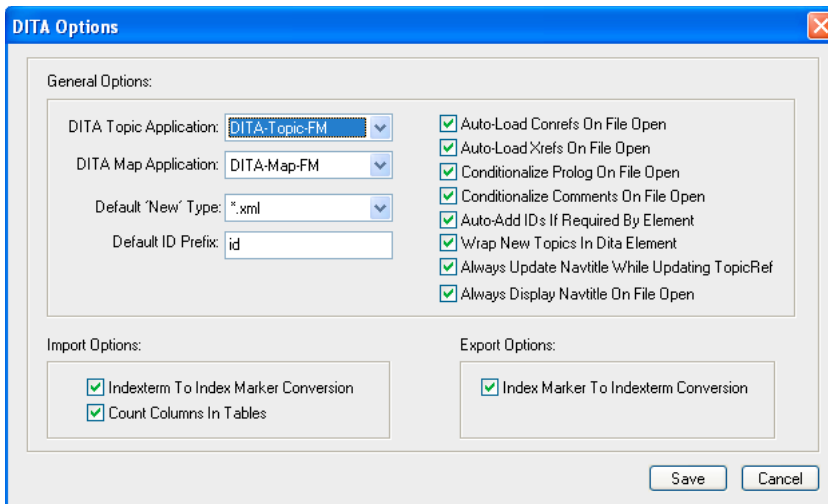 DITA Options
General Options:
DITA Topic Application: DITA-Topic-FM
DITA Map Application: DITA-Map-FM
Default 'New' Type: *.xml
Default ID Prefix: id
Auto-Load Conrefs On File Open
Auto-Load Xrefs On File Open
Conditionalize Prolog On File Open
Conditionalize Comments On File Open
Auto-Add IDs If Required By Element
Wrap New Topics In Dita Element
Always Update Navtitle While Updating TopicRef
Always Display Navtitle On File Open
Import Options:
Indexterm To Index Marker Conversion
Count Columns In Tables
Export Options:
Index Marker To Indexterm Conversion
Save
Cancel